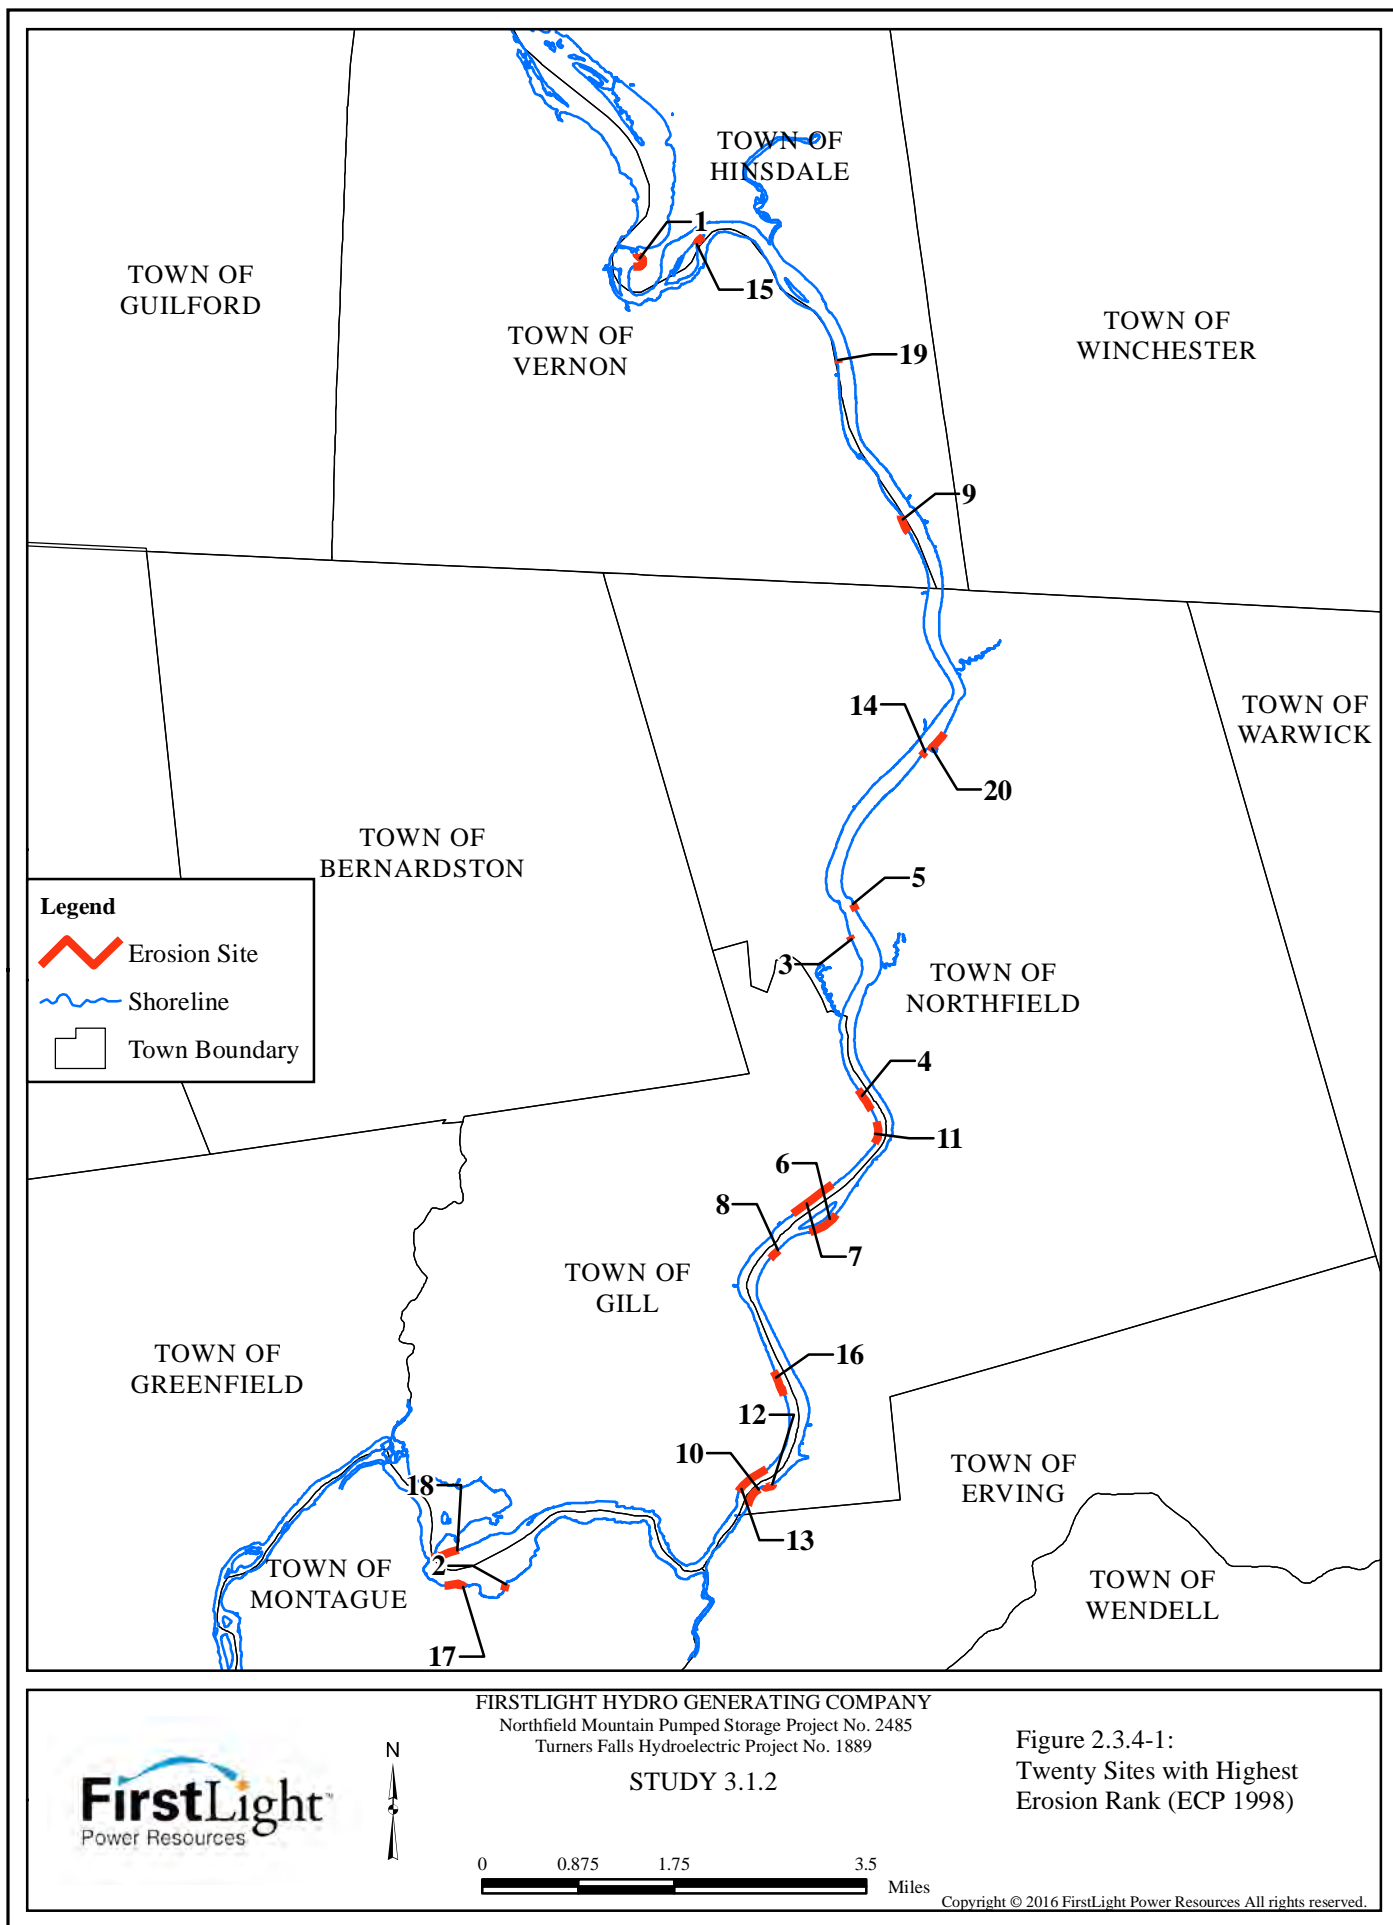 TOWN OF
HINSDALE
1
TOWN OF
GUILFORD
15
TOWN OF
VERNON
TOWN OF
WINCHESTER
19
9
14
TOWN OF
WARWICK
20
TOWN OF
BERNARDSTON
5
Legend
Erosion Site
Shoreline
Town Boundary
3
TOWN OF
NORTHFIELD
4
11
6
8
7
TOWN OF
GILL
TOWN OF
GREENFIELD
16
12
10
TOWN OF
ERVING
18
13
2
TOWN OF
MONTAGUE
TOWN OF
WENDELL
17
FIRSTLIGHT HYDRO GENERATING COMPANY
Northfield Mountain Pumped Storage Project No. 2485
Turners Falls Hydroelectric Project No. 1889
STUDY 3.1.2
Figure 2.3.4-1:
Twenty Sites with Highest
Erosion Rank (ECP 1998)
FirstLight™
Power Resources
N
0 0.875 1.75 3.5
Miles
Copyright © 2016 FirstLight Power Resources All rights reserved.